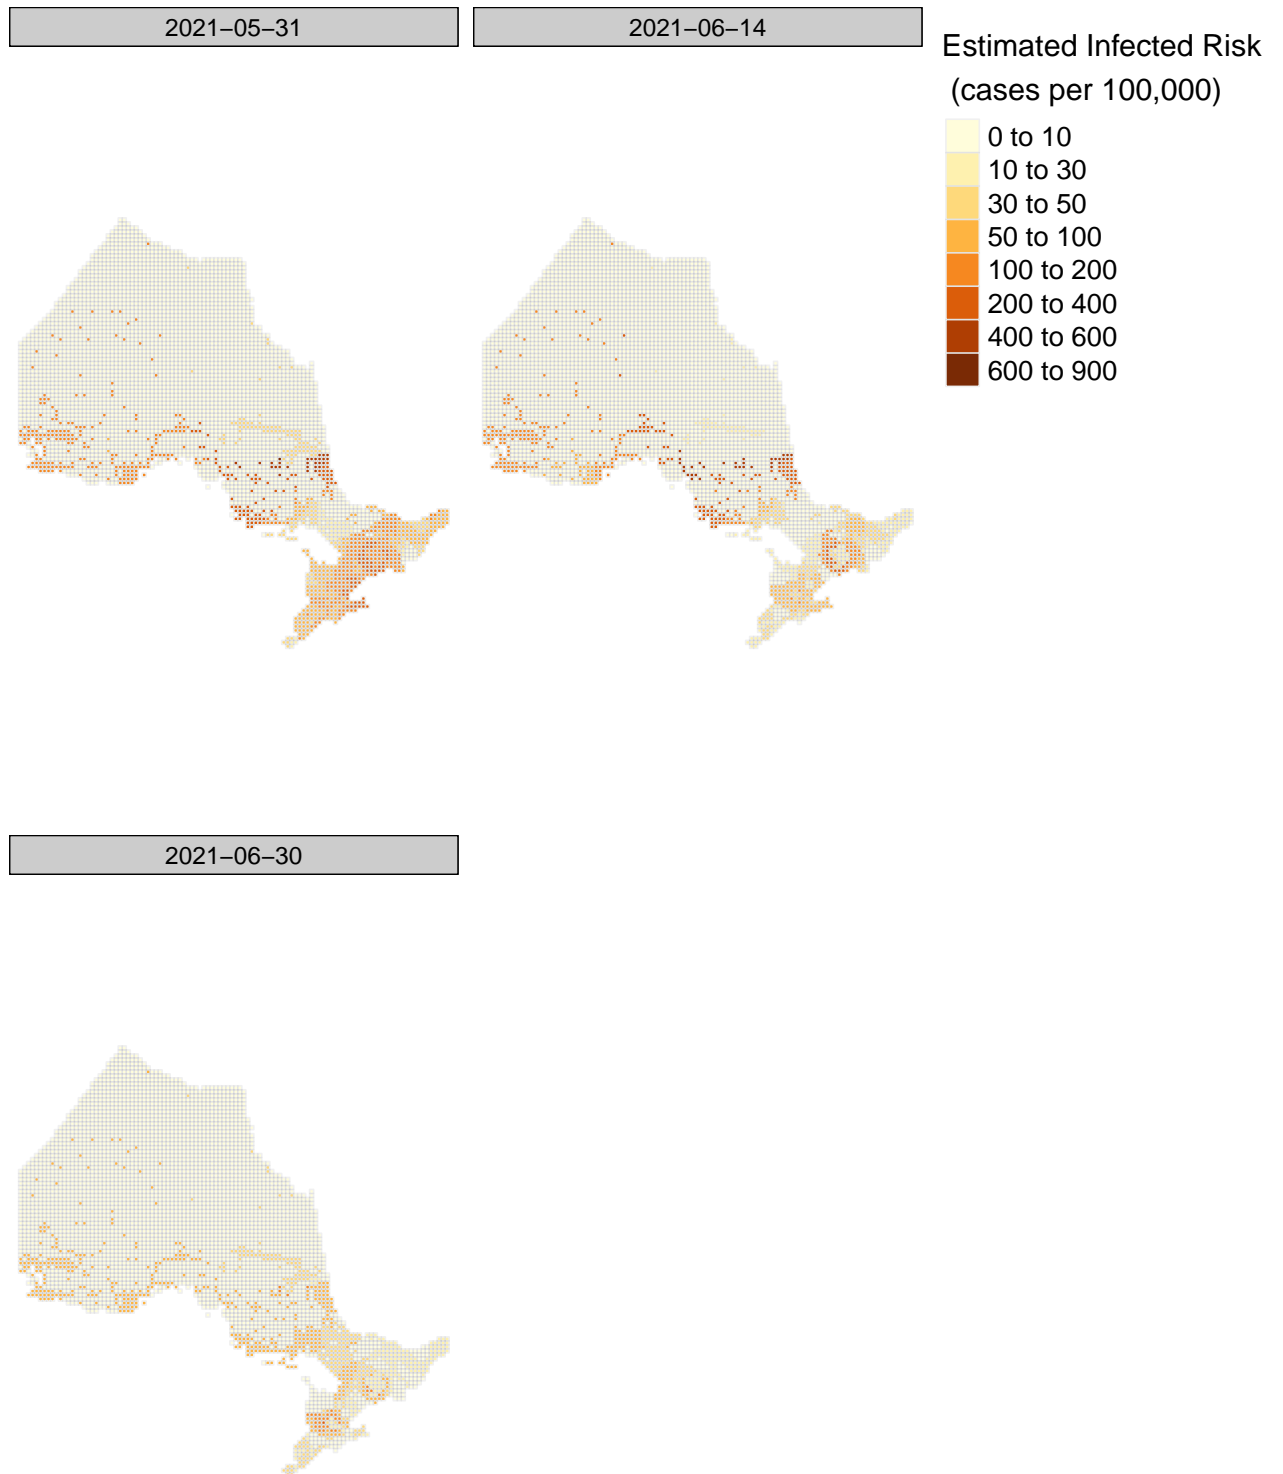 2021−05−31
2021−06−14
Estimated Infected Risk
(cases per 100,000)
0 to 10
10 to 30
30 to 50
50 to 100
100 to 200
200 to 400
400 to 600
600 to 900
2021−06−30